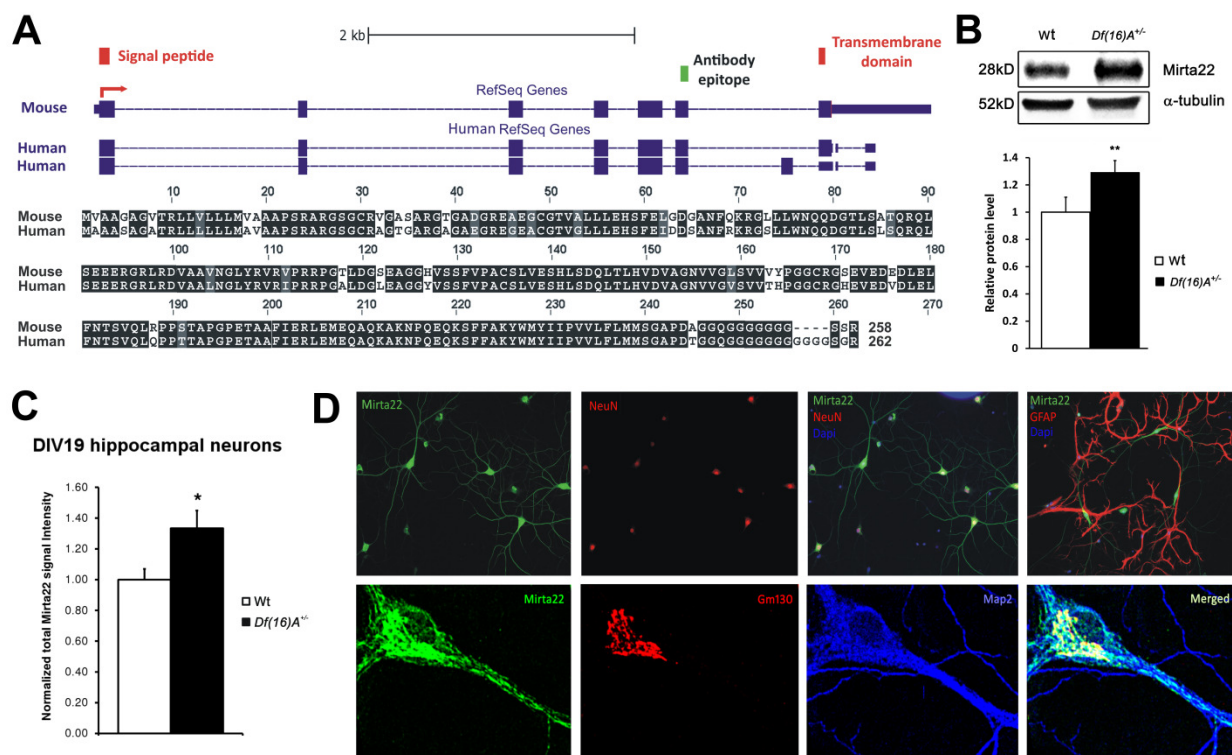 A
2 kb
Signal peptide
Antibody
epitope
Transmembrane
domain
RefSeq Genes
Mouse
Human RefSeq Genes
Human
Human
10 20 30 40 50 60 70 80 90
Mouse MVAAGAGVTRLLVLLLMVAAAPSRARGSGCRVGASARGTGADGREAEGCGTVALLLEHSFELGDGANFQKRGLLLWNQQDGTLSATQRQL
Human MAAASAGATRLLLLLLMAVAAPSRARGSGCRAGTGARGAGAEGREGEACGTVGLLLEHSFEIDDSANFRKRGSLLWNQQDGTLSLSQRQL
100 110 120 130 140 150 160 170 180
Mouse SEEERGRLRDVAAVNGLYRVRVPRRPGTLDGSEAGGHVSSFVPACSLVESHLSDQLTLHVDVAGNVVGLSVVVYPGGCRGSEVEDEDLEL
Human SEEERGRLRDVAALNGLYRVRIPRRPGALDGLEAGGYVSSFVPACSLVESHLSDQLTLHVDVAGNVVGVSVVTHPGGCRGHEVEDVDLEL
190 200 210 220 230 240 250 260 270
Mouse FNTSVQLRPPSTAPGPETAAFIERLEMEQAQKAKNPQEQKSFFAKYWMYIIPVVLFLMMSGAPDAGGQGGGGGGG----SSR 258
Human FNTSVQLQPPTTAPGPETAAFIERLEMEQAQKAKNPQEQKSFFAKYWMYIIPVVLFLMMSGAPDTGGQGGGGGGGGGGGSGR 262
B
wt Df(16)A+/-
28kD Mirta22
52kD α-tubulin
**
1.4
1.2
1
0.8
0.6
0.4
0.2
0
Relative protein level
wt
Df(16)A+/-
C
DIV19 hippocampal neurons
*
1.60
1.40
1.20
1.00
0.80
0.60
0.40
0.20
0.00
Normalized total Mirta22 signal Intensity
Wt
Df(16)A+/-
D
Mirta22
NeuN
Mirta22
NeuN
Dapi
Mirta22
GFAP
Dapi
Mirta22
Gm130
Map2
Merged